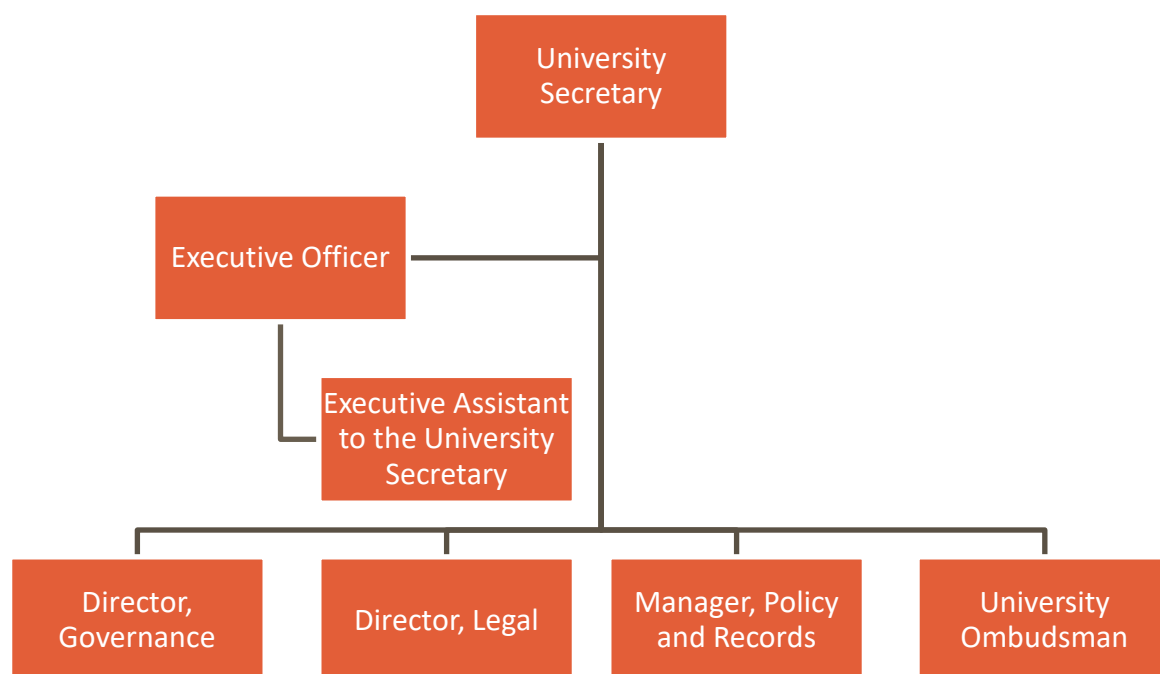 University
Secretary
Executive Officer
Executive Assistant
to the University
Secretary
Director,
Governance
Director, Legal
Manager, Policy
and Records
University
Ombudsman